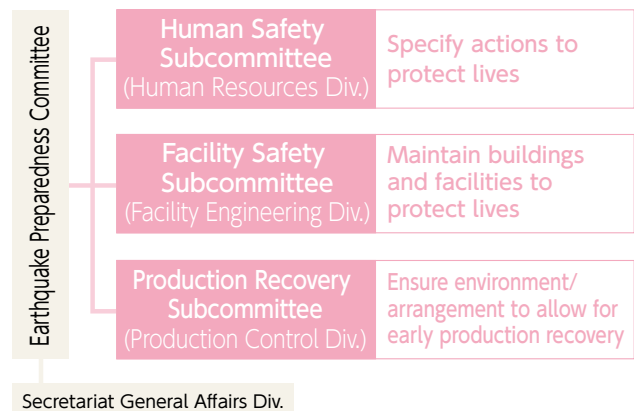 Earthquake Preparedness Committee
Human Safety
Subcommittee
(Human Resources Div.)
Specify actions to
protect lives
Facility Safety
Subcommittee
(Facility Engineering Div.)
Maintain buildings
and facilities to
protect lives
Production Recovery
Subcommittee
(Production Control Div.)
Ensure environment/
arrangement to allow for
early production recovery
Secretariat General Affairs Div.